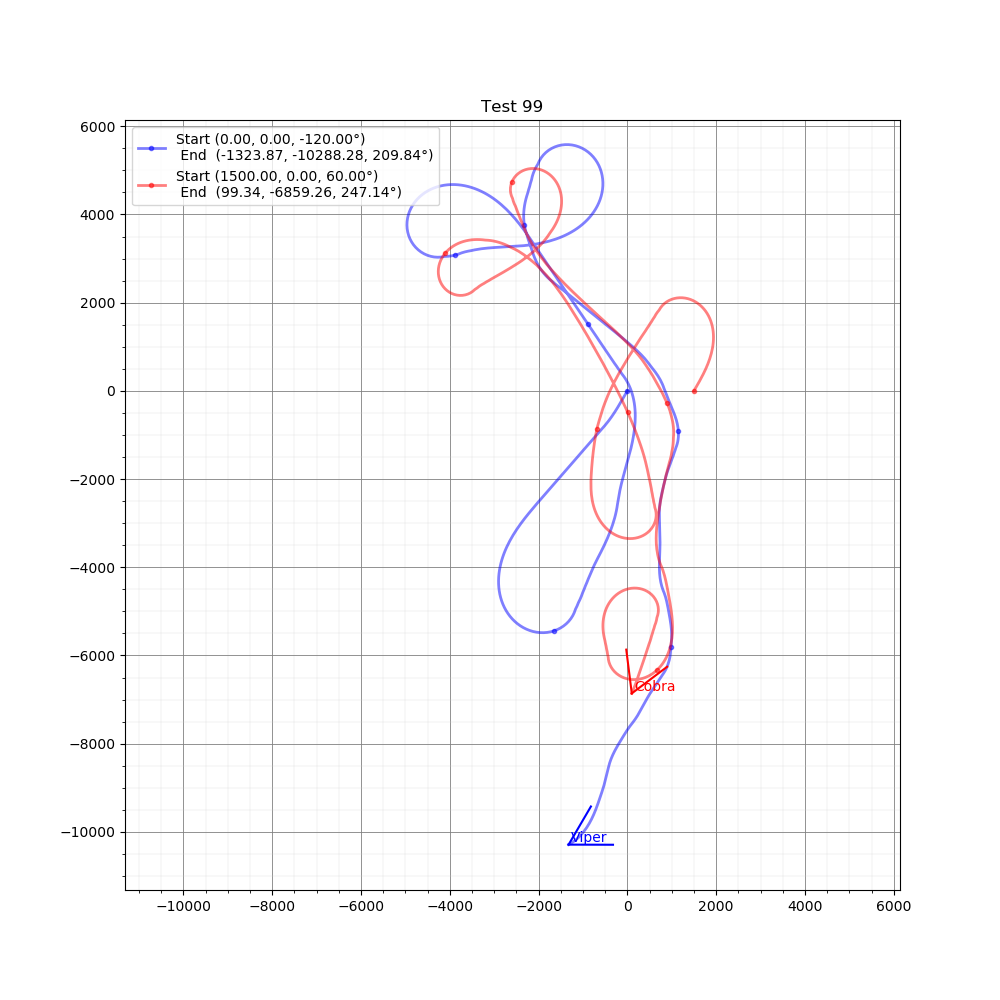 Test 99
Start (0.00, 0.00, -120.00°)
End (-1323.87, -10288.28, 209.84°)
Start (1500.00, 0.00, 60.00°)
End (99.34, -6859.26, 247.14°)
6000
4000
2000
0
−2000
−4000
−6000
−8000
−10000
Cobra
Viper
−10000 −8000 −6000 −4000 −2000 0 2000 4000 6000